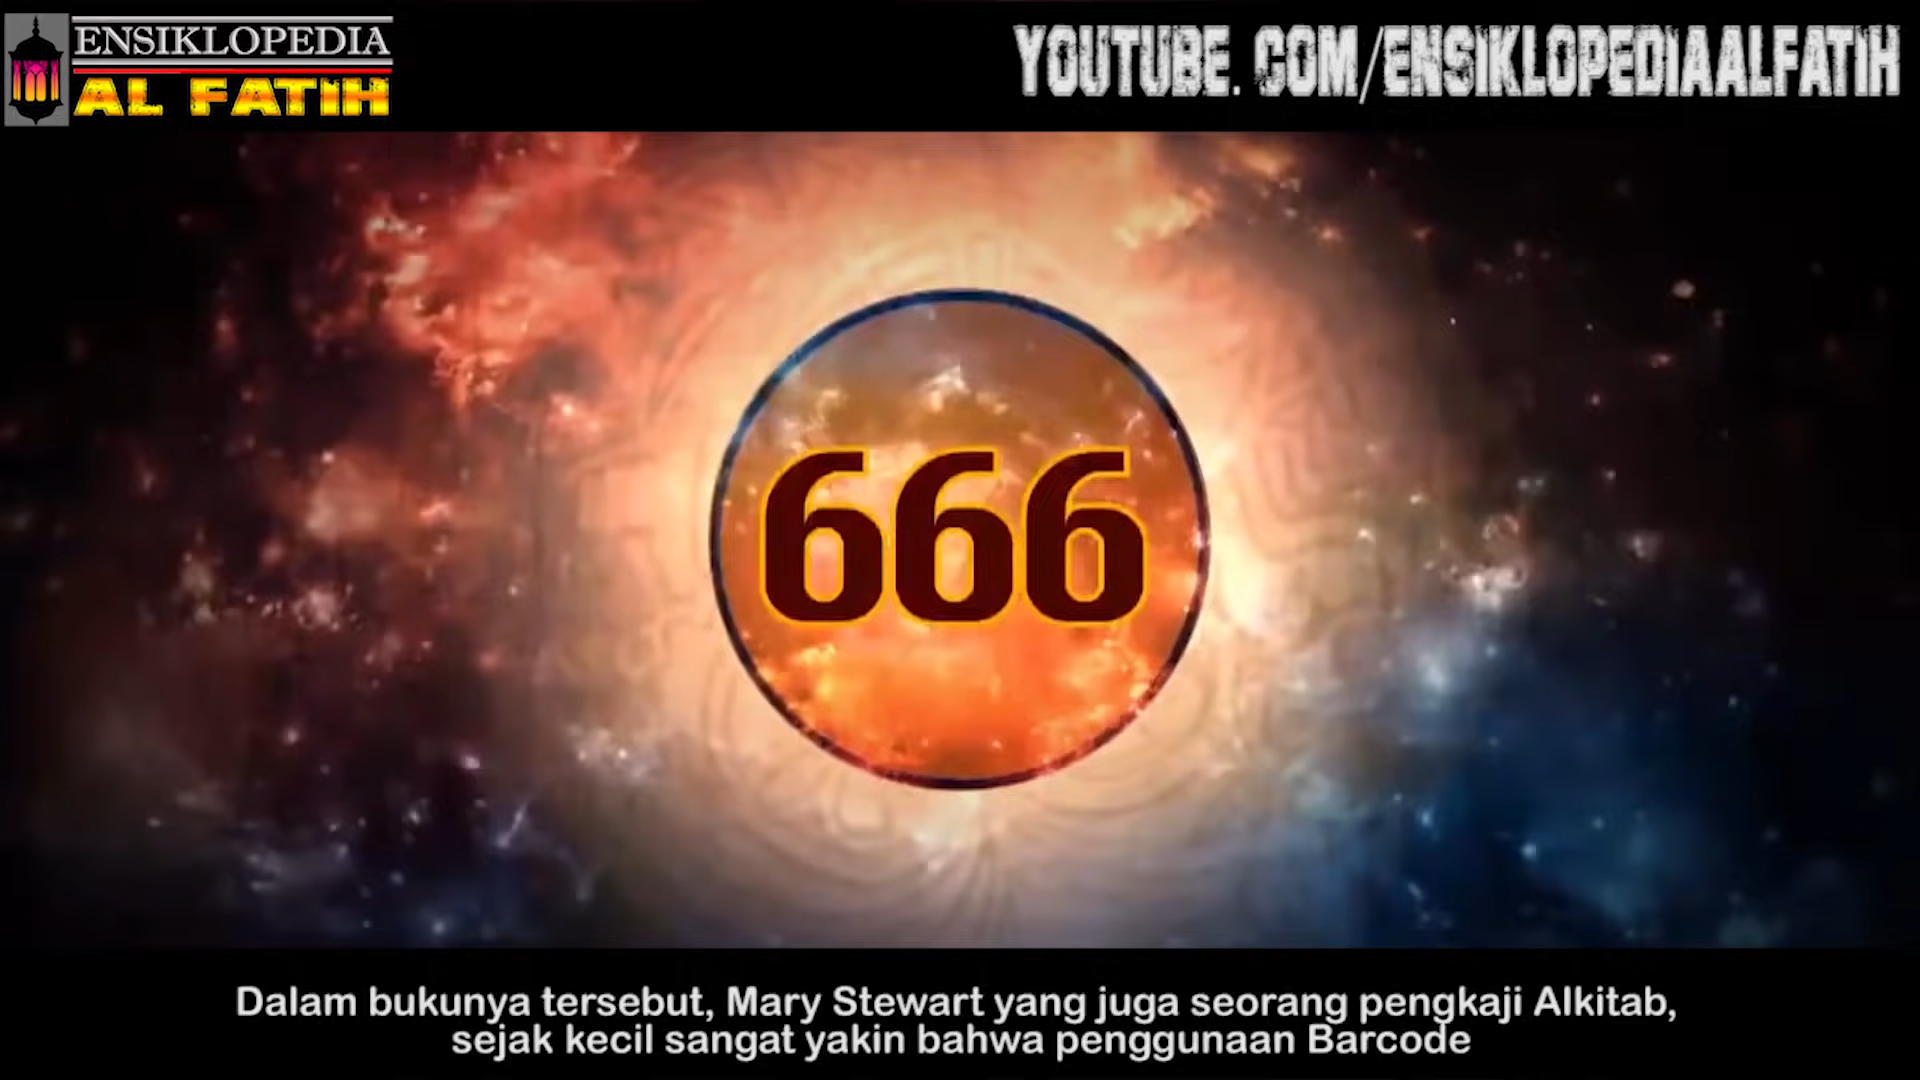 ENSIKLOPEDIA
AL FATIH
YOUTUBE. COM/ENSIKLOPEDIAALFATIH
666
Dalam bukunya tersebut, Mary Stewart yang juga seorang pengkaji Alkitab,
sejak kecil sangat yakin bahwa penggunaan Barcode